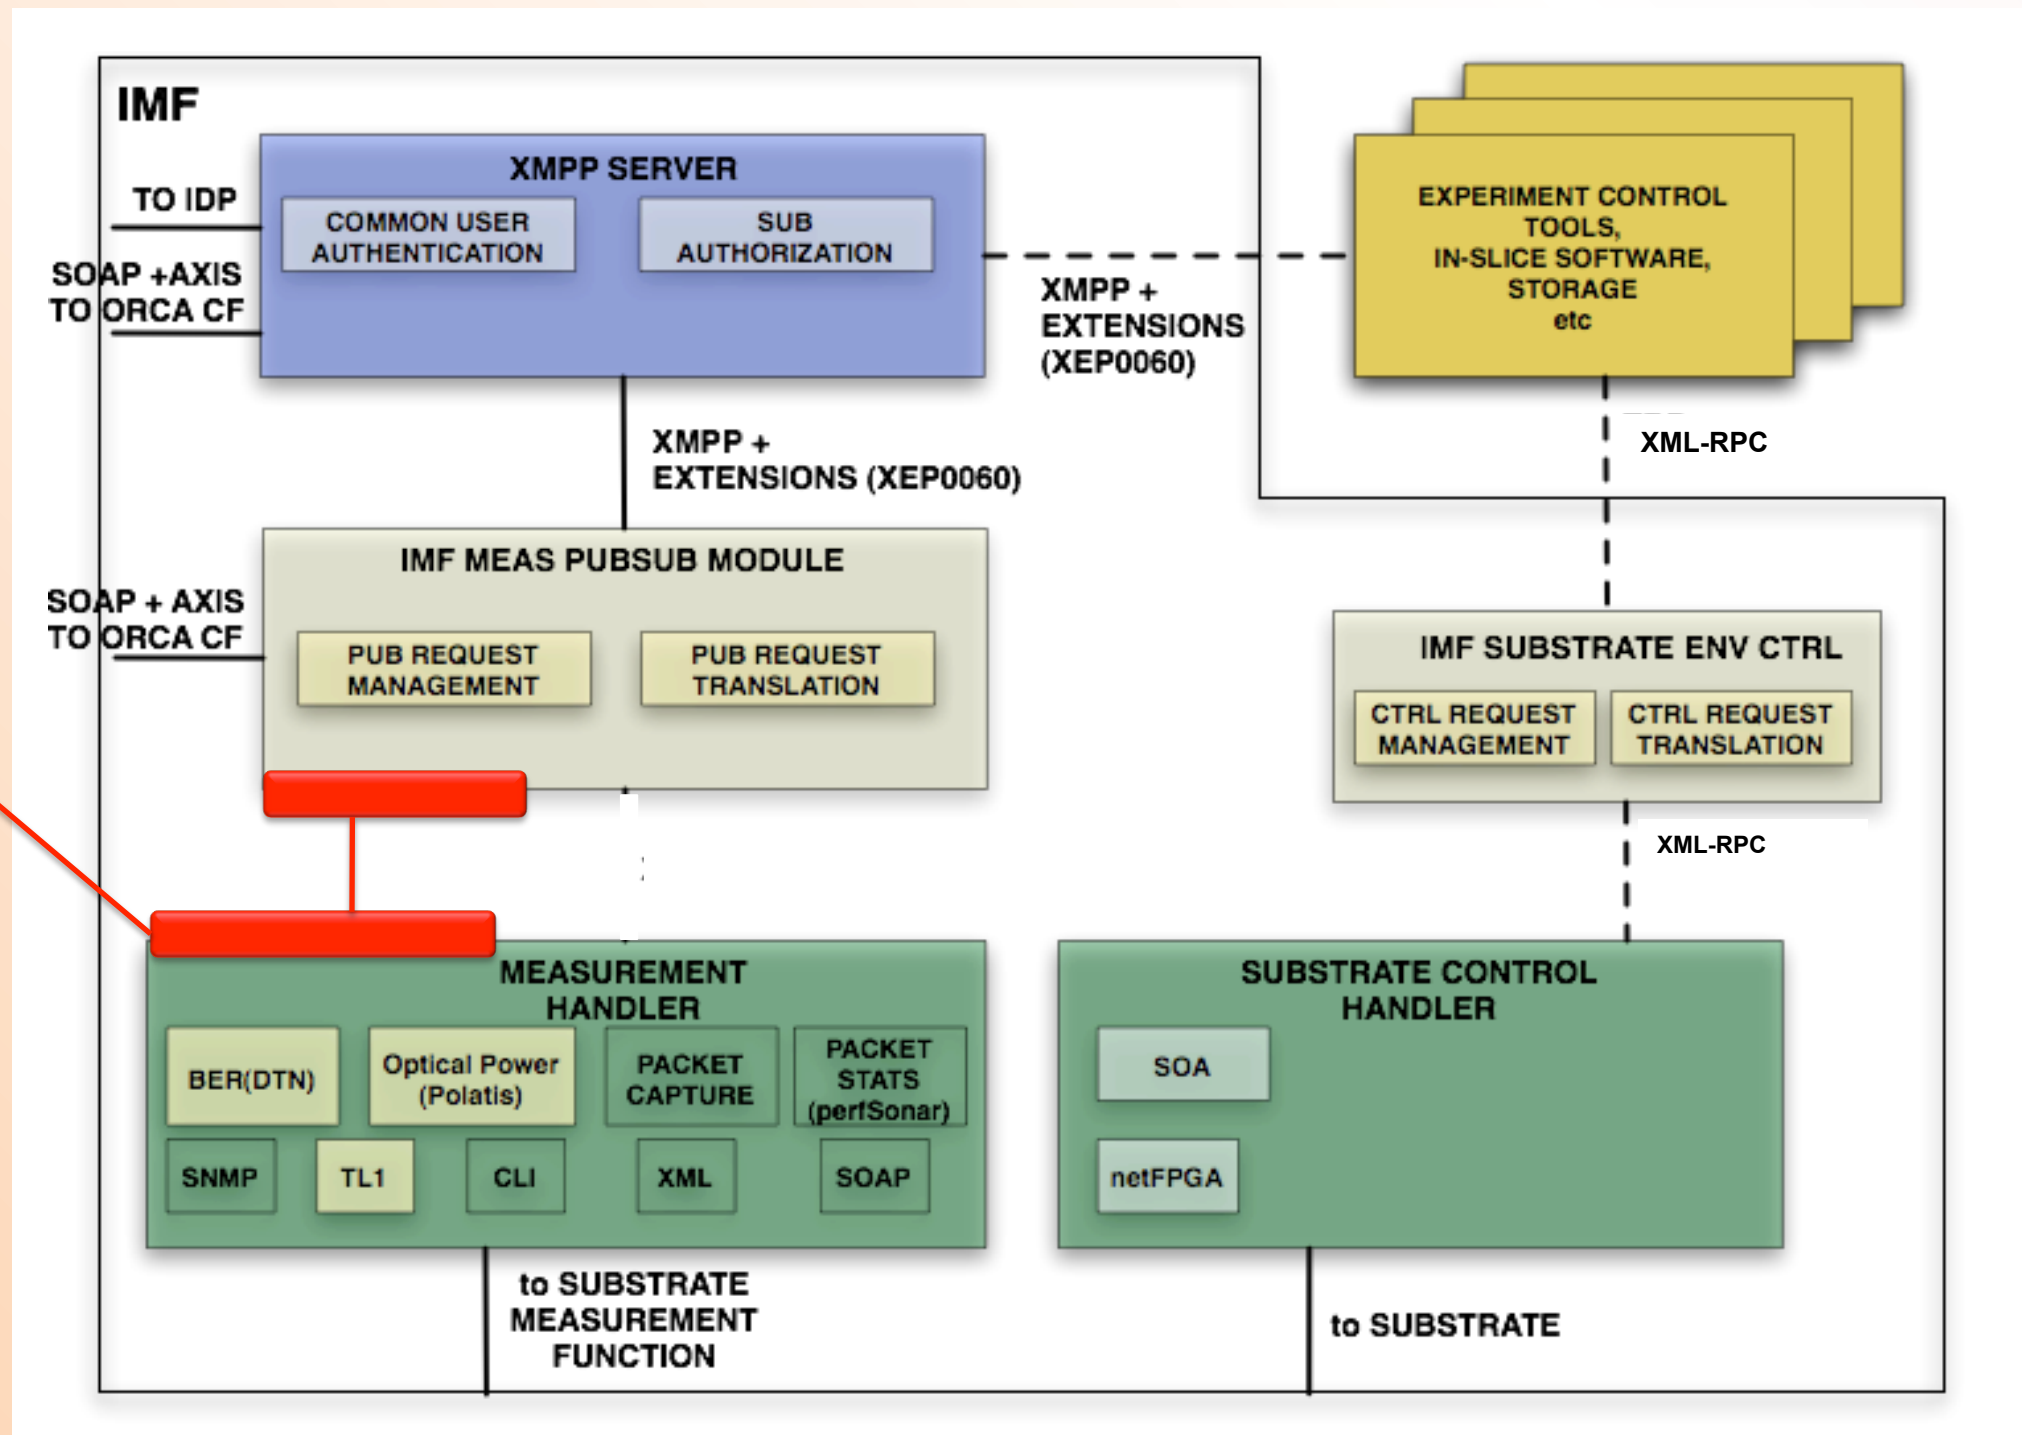 IMF
XMPP SERVER
TO IDP
COMMON USER
AUTHENTICATION
SUB
AUTHORIZATION
SOAP +AXIS
TO ORCA CF
XMPP +
EXTENSIONS
(XEP0060)
EXPERIMENT CONTROL
TOOLS,
IN-SLICE SOFTWARE,
STORAGE
etc
XML-RPC
XMPP +
EXTENSIONS (XEP0060)
IMF MEAS PUBSUB MODULE
SOAP + AXIS
TO ORCA CF
PUB REQUEST
MANAGEMENT
PUB REQUEST
TRANSLATION
IMF SUBSTRATE ENV CTRL
CTRL REQUEST
MANAGEMENT
CTRL REQUEST
TRANSLATION
XML-RPC
MEASUREMENT
HANDLER
BER(DTN)
Optical Power
(Polatis)
PACKET
CAPTURE
PACKET
STATS
(perfSonar)
SNMP
TL1
CLI
XML
SOAP
SUBSTRATE CONTROL
HANDLER
SOA
netFPGA
to SUBSTRATE
MEASUREMENT
FUNCTION
to SUBSTRATE